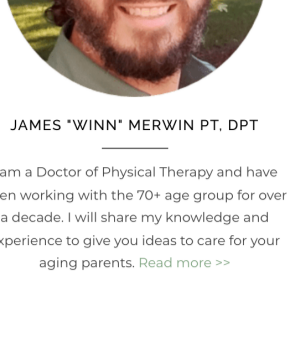 JAMES "WINN" MERWIN PT, DPT
am a Doctor of Physical Therapy and have
en working with the 70+ age group for over
a decade. I will share my knowledge and
xperience to give you ideas to care for your
aging parents. Read more >>